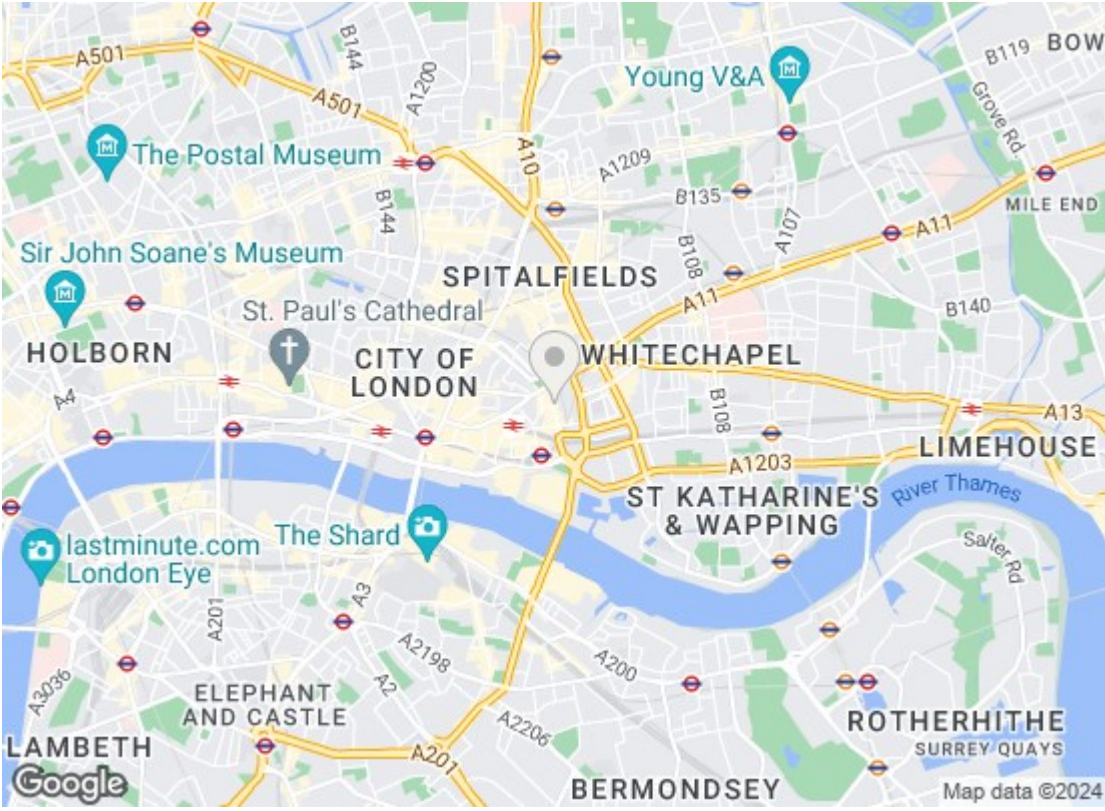 A501
B144
A1200
Young V&A
B119
BOW
A501
A10
Grove Rd
The Postal Museum
A1209
B144
B135
MILE END
A107
A11
Sir John Soane's Museum
B108
SPITALFIELDS
A11
B140
St. Paul's Cathedral
HOLBORN
CITY OF
LONDON
WHITECHAPEL
A4
B108
A13
LIMEHOUSE
A1203
River Thames
ST KATHARINE'S
& WAPPING
The Shard
lastminute.com
London Eye
Salter Rd
A201
A3
A2198
A200
A3036
A2
ELEPHANT
AND CASTLE
A2206
ROTHERHITHE
SURREY QUAYS
LAMBETH
A201
BERMONDSEY
Google
Map data ©2024